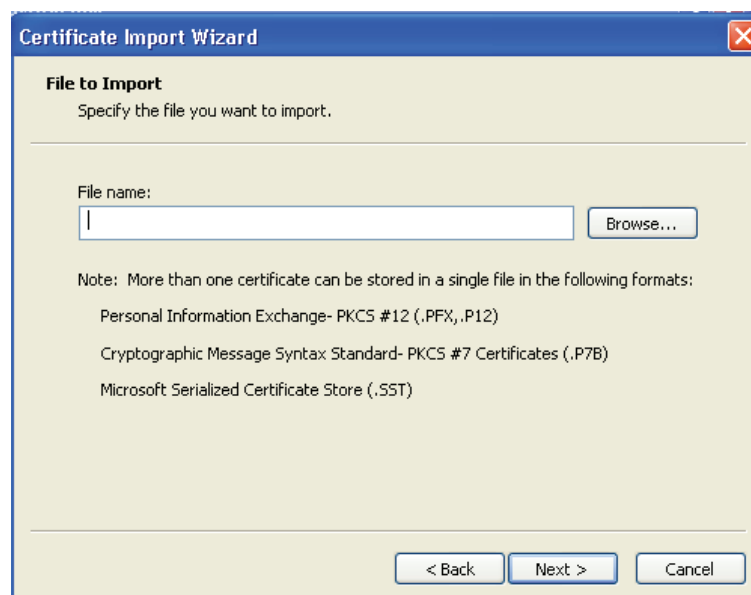 Certificate Import Wizard
File to Import
Specify the file you want to import.
File name:
Browse...
Note: More than one certificate can be stored in a single file in the following formats:
Personal Information Exchange- PKCS #12 (.PFX,.P12)
Cryptographic Message Syntax Standard- PKCS #7 Certificates (.P7B)
Microsoft Serialized Certificate Store (.SST)
< Back Next > Cancel